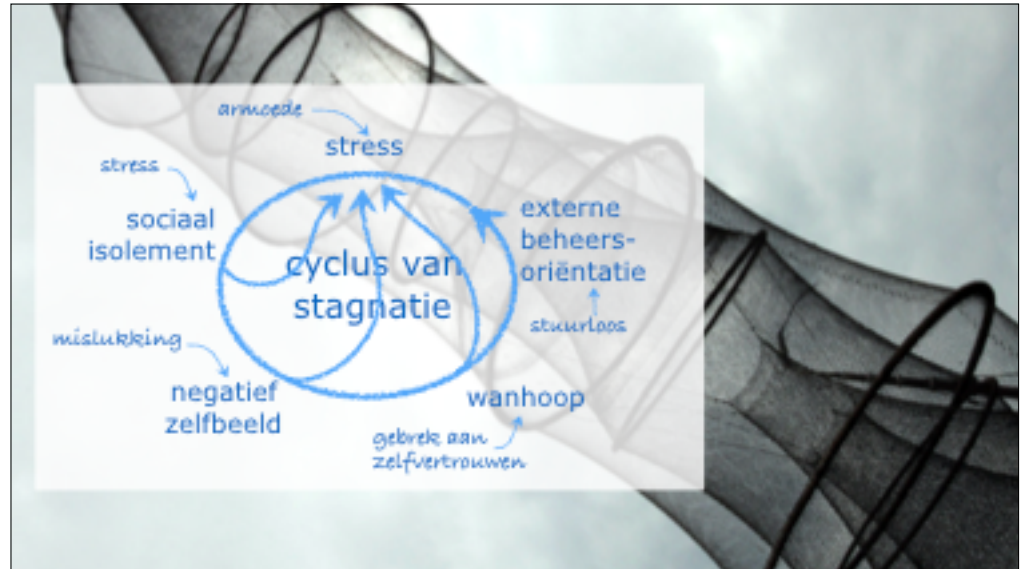 armoede
stress
stress
sociaal
isolement
externe
beheers-
oriëntatie
cyclus van
stagnatie
stuurloos
mislukking
negatief
zelfbeeld
wanhoop
gebrek aan
zelfvertrouwen